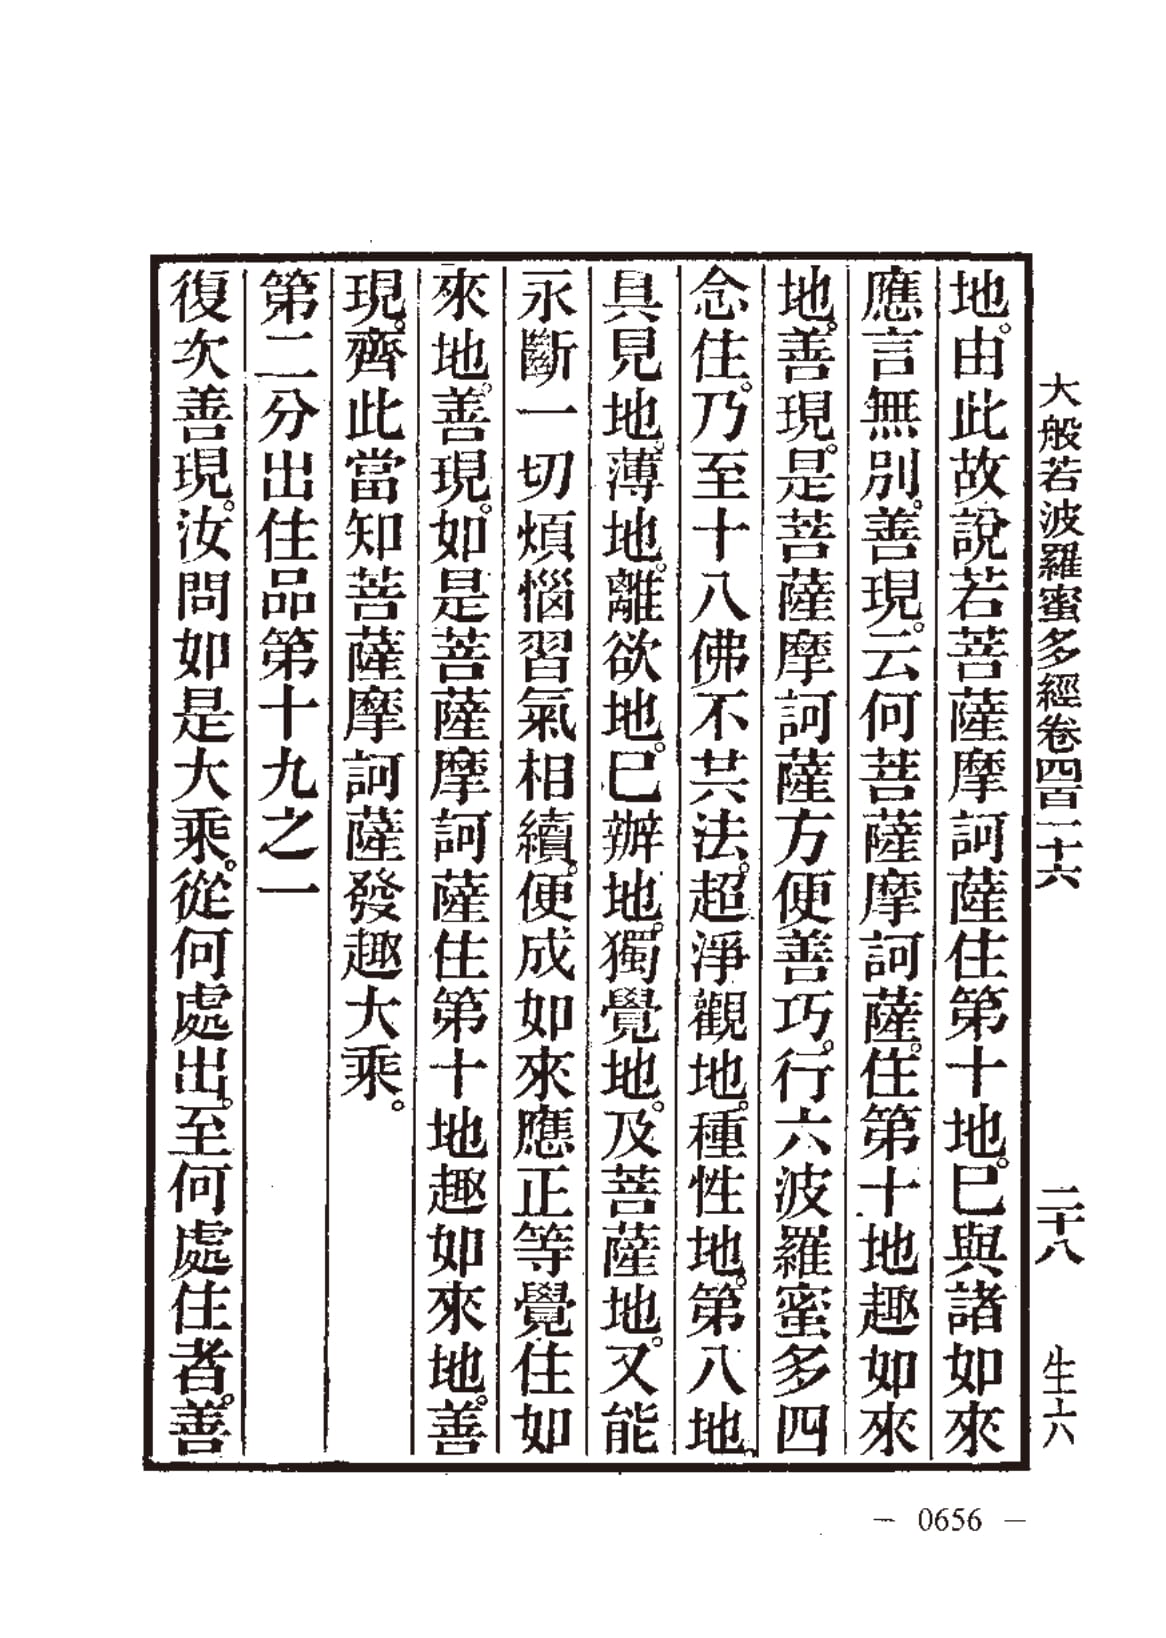 大般若波羅蜜多經卷四百一十六 二十八 生六
地。由此故說若菩薩摩訶薩住第十地。已與諸如來
應言無別。善現。云何菩薩摩訶薩。住第十地趣如來
地。善現。是菩薩摩訶薩方便善巧。行六波羅蜜多四
念住。乃至十八佛不共法。超淨觀地。種性地。第八地。
具見地。薄地。離欲地。已辦地。獨覺地。及菩薩地。又能
永斷一切煩惱習氣相續。便成如來應正等覺住如
來地。善現。如是菩薩摩訶薩住第十地趣如來地。善
現。齊此當知菩薩摩訶薩發趣大乘。
第二分出住品第十九之一
復次善現。汝問如是大乘。從何處出。至何處住者。善
— 0656 —